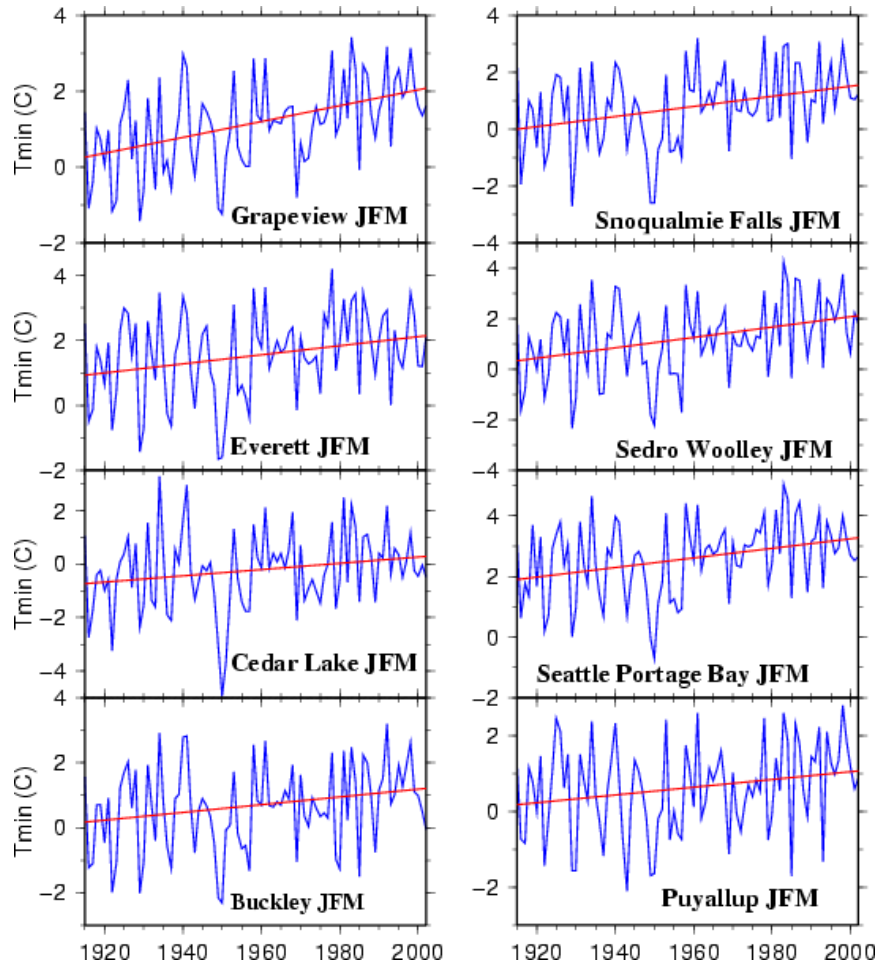 4
2
0
−2
Tmin (C)
Grapeview JFM
4
2
0
−2
−4
Snoqualmie Falls JFM
4
2
0
−2
Tmin (C)
Everett JFM
4
2
0
−2
−4
Sedro Woolley JFM
2
0
−2
−4
Tmin (C)
Cedar Lake JFM
4
2
0
−2
Seattle Portage Bay JFM
4
2
0
−2
Tmin (C)
Buckley JFM
2
0
−2
Puyallup JFM
1920 1940 1960 1980 2000
1920 1940 1960 1980 2000